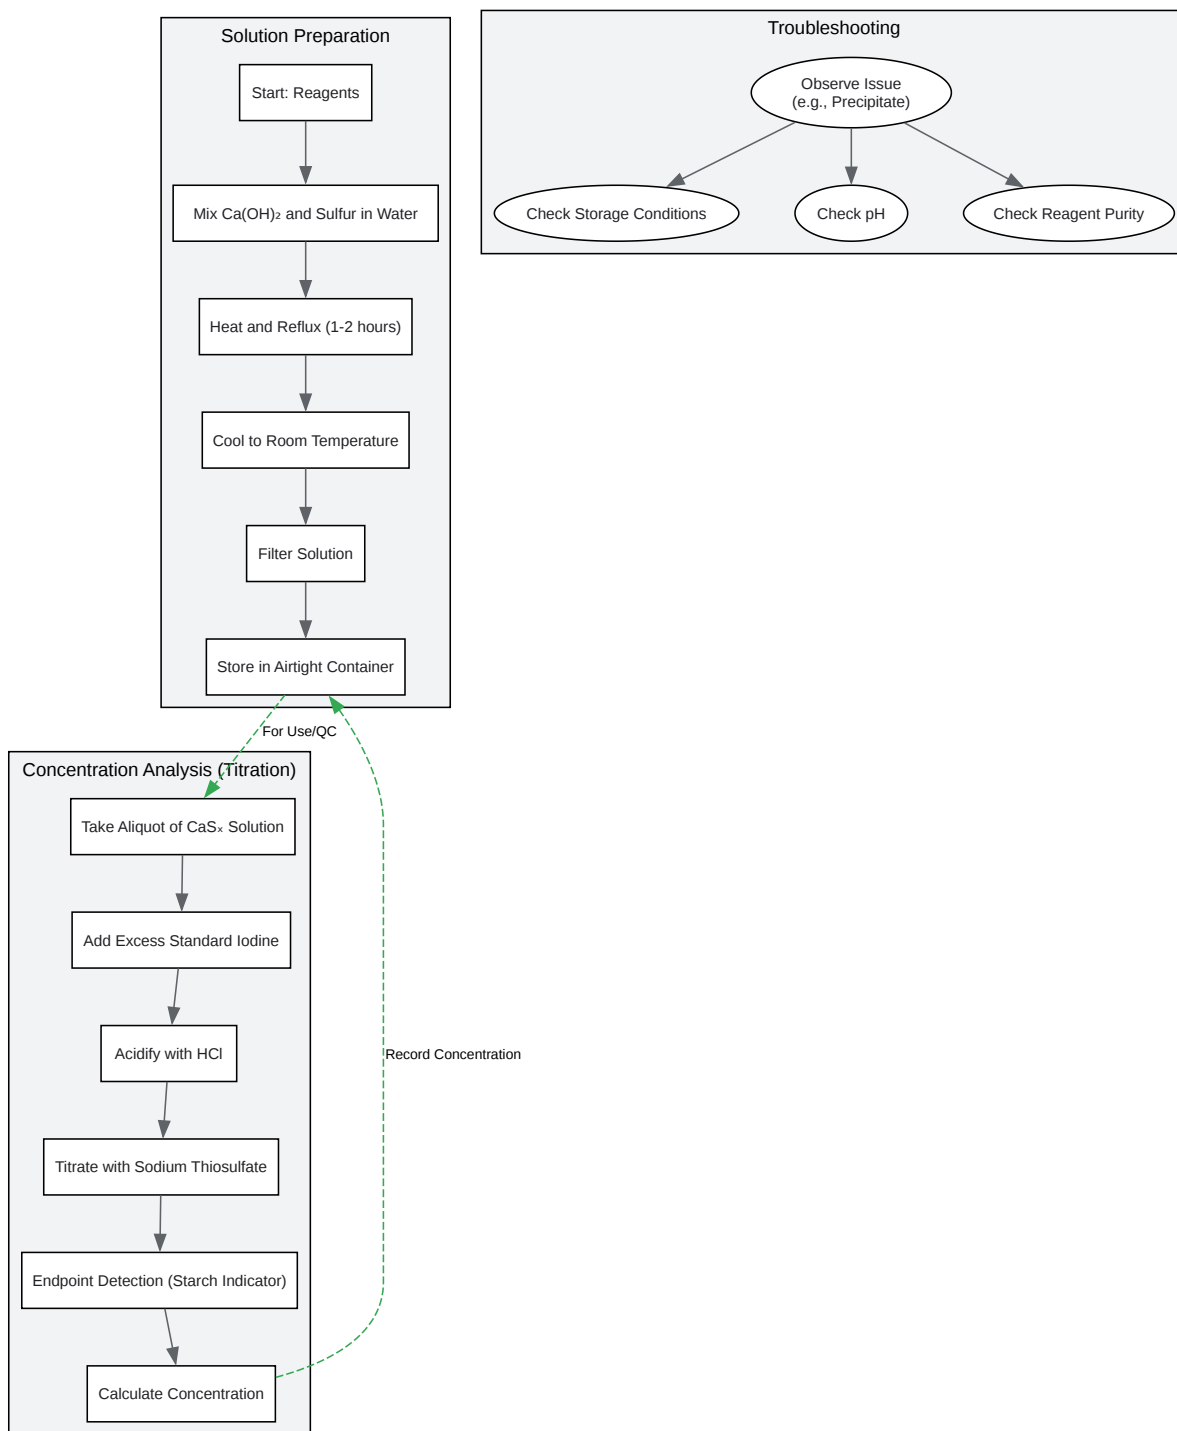 Solution Preparation
Start: Reagents
Mix Ca(OH)₂ and Sulfur in Water
Heat and Reflux (1-2 hours)
Cool to Room Temperature
Filter Solution
Store in Airtight Container
For Use/QC
Concentration Analysis (Titration)
Take Aliquot of CaSₓ Solution
Add Excess Standard Iodine
Acidify with HCl
Record Concentration
Titrate with Sodium Thiosulfate
Endpoint Detection (Starch Indicator)
Calculate Concentration
Troubleshooting
Observe Issue
(e.g., Precipitate)
Check Storage Conditions
Check pH
Check Reagent Purity